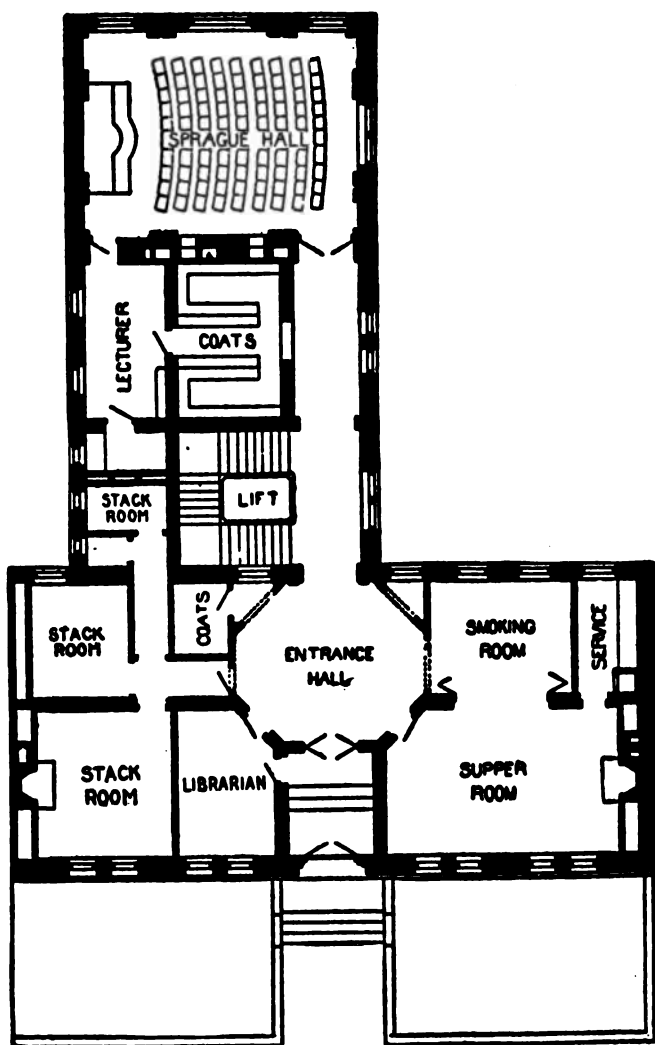 SPRAGUE HALL
LECTURER
COATS
STACK
ROOM
LIFT
STACK
ROOM
COATS
ENTRANCE
HALL
SMOKING
ROOM
SERVICE
STACK
ROOM
LIBRARIAN
SUPPER
ROOM